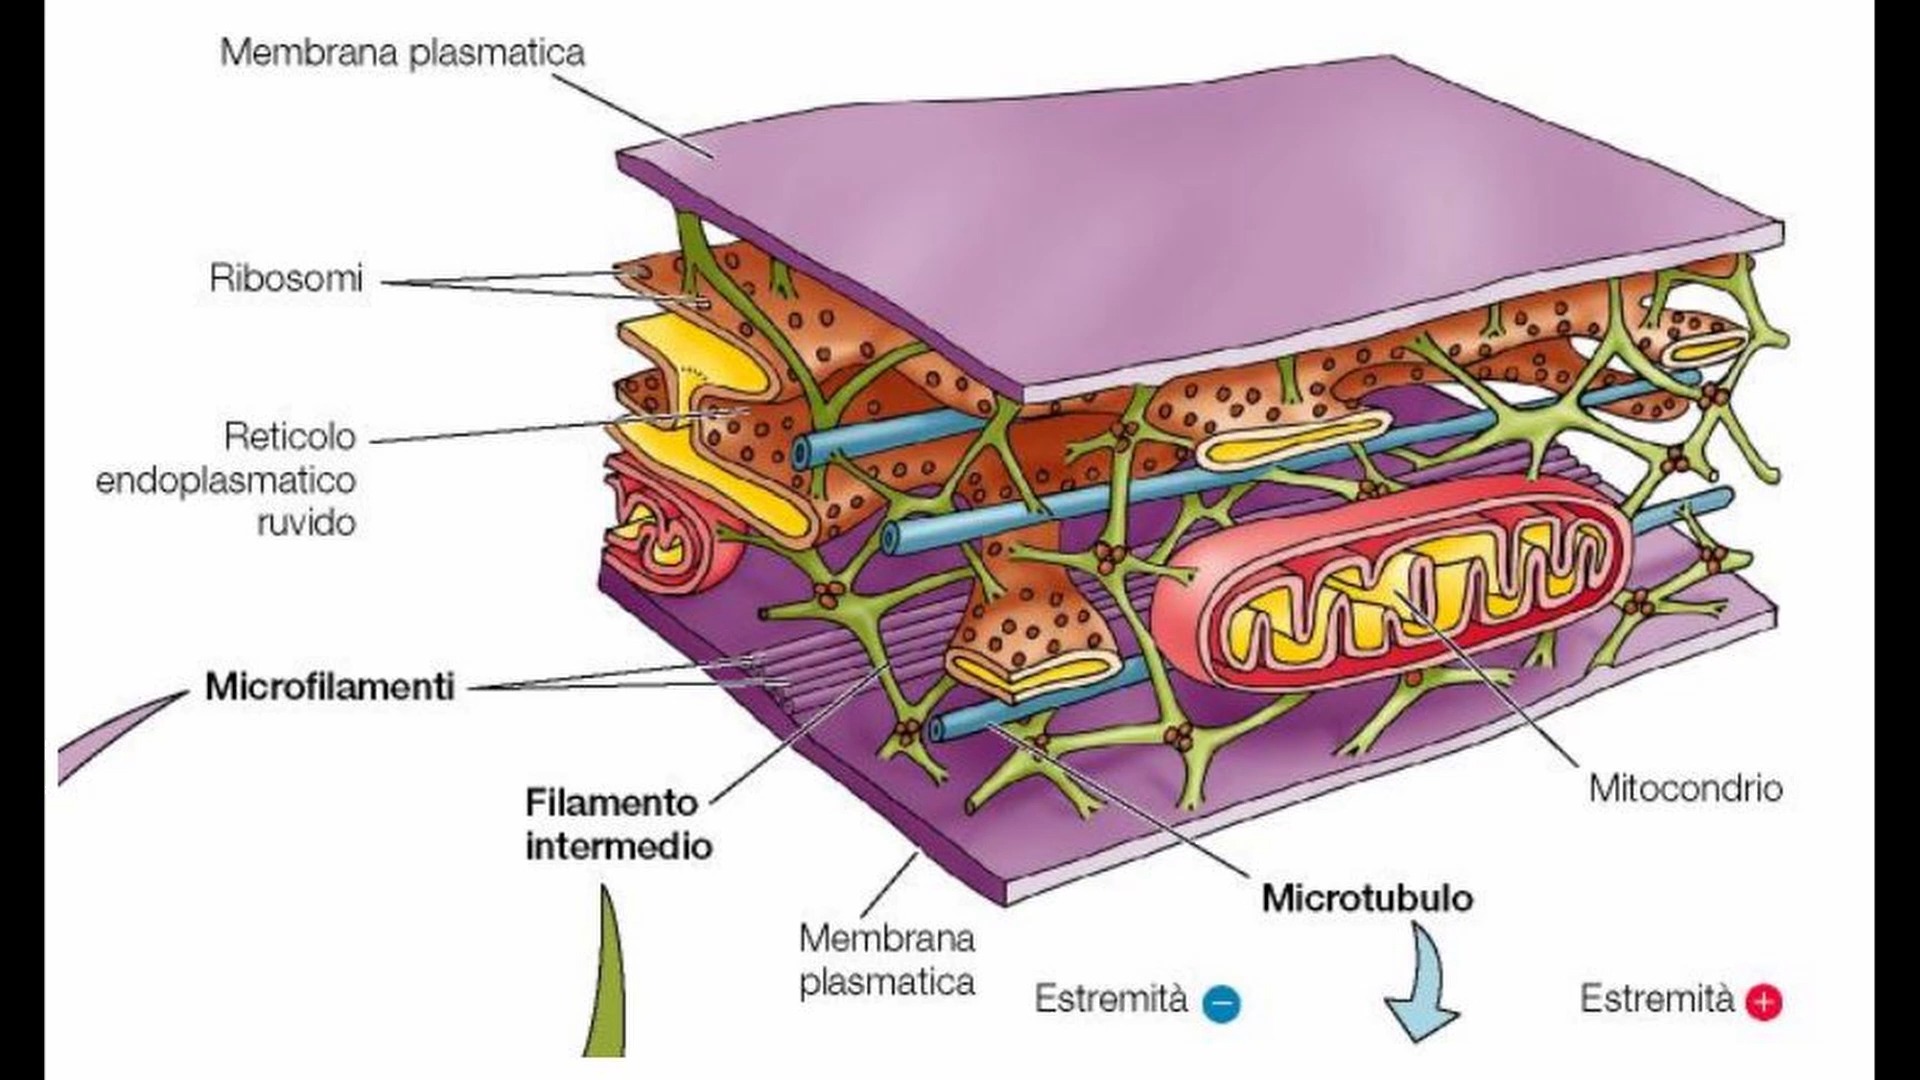 Membrana plasmatica
Ribosomi
Reticolo
endoplasmatico
ruvido
Microfilamenti
Filamento
intermedio
Mitocondrio
Microtubulo
Membrana
plasmatica
Estremità −
Estremità +